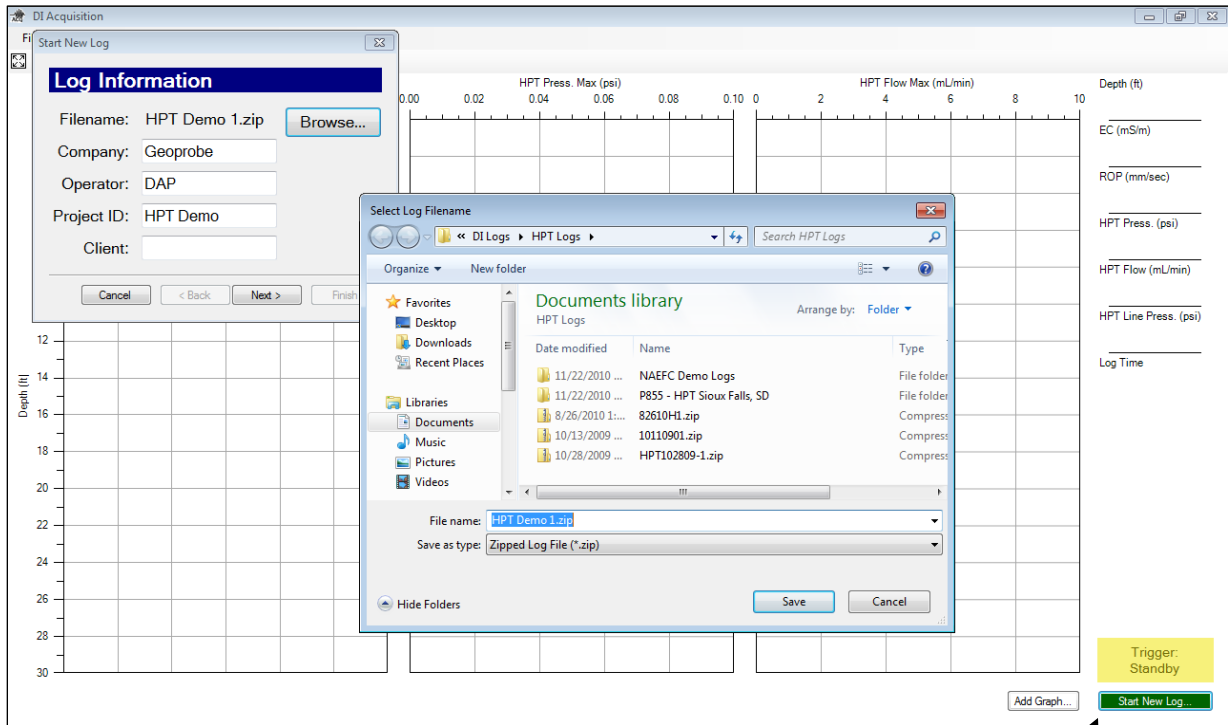 DI Acquisition
Fi
Start New Log
Log Information
Filename: HPT Demo 1.zip Browse...
Company: Geoprobe
Operator: DAP
Project ID: HPT Demo
Client:
Cancel < Back Next > Finish
HPT Press. Max (psi)
0.00 0.02 0.04 0.06 0.08 0.10
HPT Flow Max (mL/min)
0 2 4 6 8 10
Depth (ft)
EC (mS/m)
ROP (mm/sec)
HPT Press. (psi)
HPT Flow (mL/min)
HPT Line Press. (psi)
Log Time
Select Log Filename
« DI Logs HPT Logs Search HPT Logs
Organize New folder
Favorites
Desktop
Downloads
Recent Places
Libraries
Documents
Music
Pictures
Videos
Documents library
HPT Logs
Arrange by: Folder
Date modified Name Type
11/22/2010 ... NAEFC Demo Logs File folder
11/22/2010 ... P855 - HPT Sioux Falls, SD File folder
8/26/2010 1:... 82610H1.zip Compress
10/13/2009 ... 10110901.zip Compress
10/28/2009 ... HPT102809-1.zip Compress
File name: HPT Demo 1.zip
Save as type: Zipped Log File (*.zip)
Hide Folders Save Cancel
Depth (ft)
12
14
16
18
20
22
24
26
28
30
Trigger:
Standby
Add Graph... Start New Log...